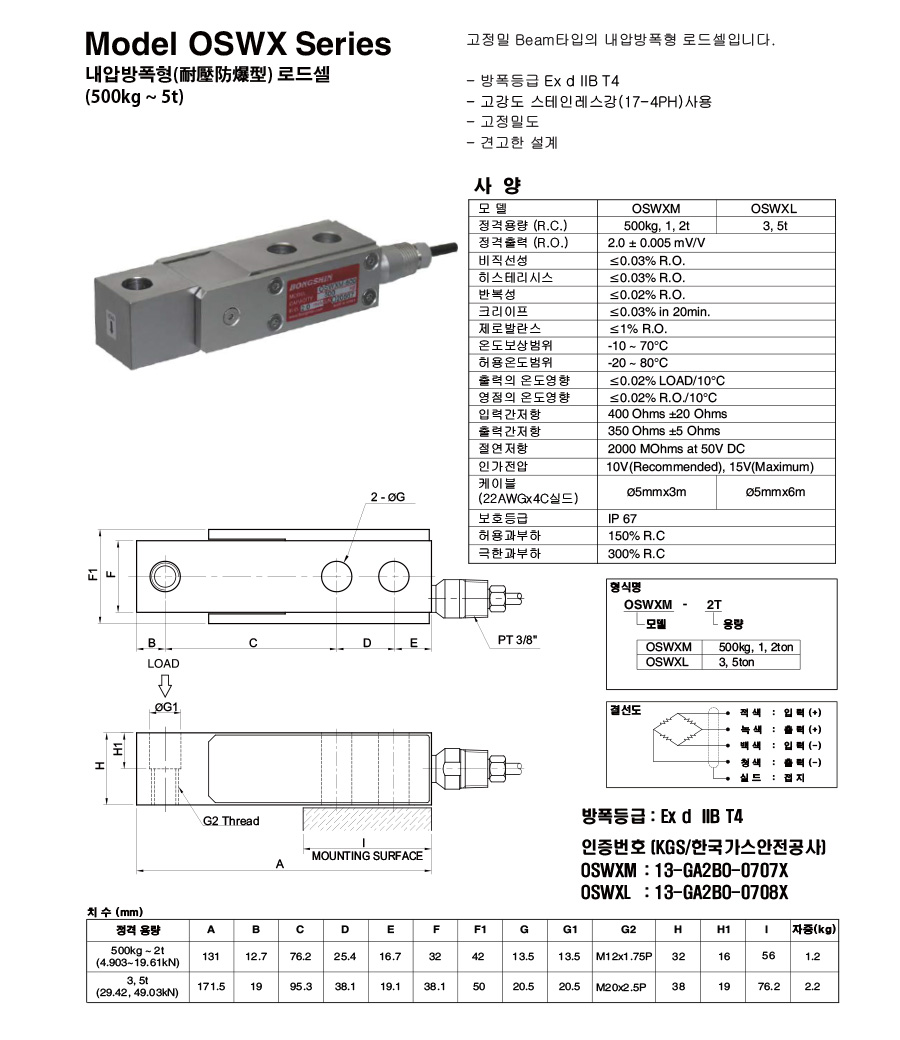 Model OSWX Series
내압방폭형(耐壓防爆型) 로드셀
(500kg ~ 5t)
고정밀 Beam타입의 내압방폭형 로드셀입니다.
- 방폭등급 Ex d IIB T4
- 고강도 스테인레스강(17-4PH)사용
- 고정밀도
- 견고한 설계
사 양
모 델 OSWXM OSWXL
정격용량 (R.C.) 500kg, 1, 2t 3, 5t
정격출력 (R.O.) 2.0 ± 0.005 mV/V
비직선성 ≤0.03% R.O.
히스테리시스 ≤0.03% R.O.
반복성 ≤0.02% R.O.
크리이프 ≤0.03% in 20min.
제로발란스 ≤1% R.O.
온도보상범위 -10 ~ 70°C
허용온도범위 -20 ~ 80°C
출력의 온도영향 ≤0.02% LOAD/10°C
영점의 온도영향 ≤0.02% R.O./10°C
입력간저항 400 Ohms ±20 Ohms
출력간저항 350 Ohms ±5 Ohms
절연저항 2000 MOhms at 50V DC
인가전압 10V(Recommended), 15V(Maximum)
케이블
(22AWGx4C실드) Ø5mmx3m Ø5mmx6m
보호등급 IP 67
허용과부하 150% R.C
극한과부하 300% R.C
BONGSHIN
2 - ØG
F1
F
B C D E
PT 3/8"
LOAD
ØG1
H
H1
G2 Thread
I
MOUNTING SURFACE
A
형식명
OSWXM - 2T
모델 용량
OSWXM 500kg, 1, 2ton
OSWXL 3, 5ton
결선도
적색 : 입력(+)
녹색 : 출력(+)
백색 : 입력(-)
청색 : 출력(-)
실드 : 접지
방폭등급 : Ex d IIB T4
인증번호 (KGS/한국가스안전공사)
OSWXM : 13-GA2BO-0707X
OSWXL : 13-GA2BO-0708X
치 수 (mm)
정격 용량 A B C D E F F1 G G1 G2 H H1 I 자중(kg)
500kg ~ 2t
(4.903~19.61kN) 131 12.7 76.2 25.4 16.7 32 42 13.5 13.5 M12x1.75P 32 16 56 1.2
3, 5t
(29.42, 49.03kN) 171.5 19 95.3 38.1 19.1 38.1 50 20.5 20.5 M20x2.5P 38 19 76.2 2.2